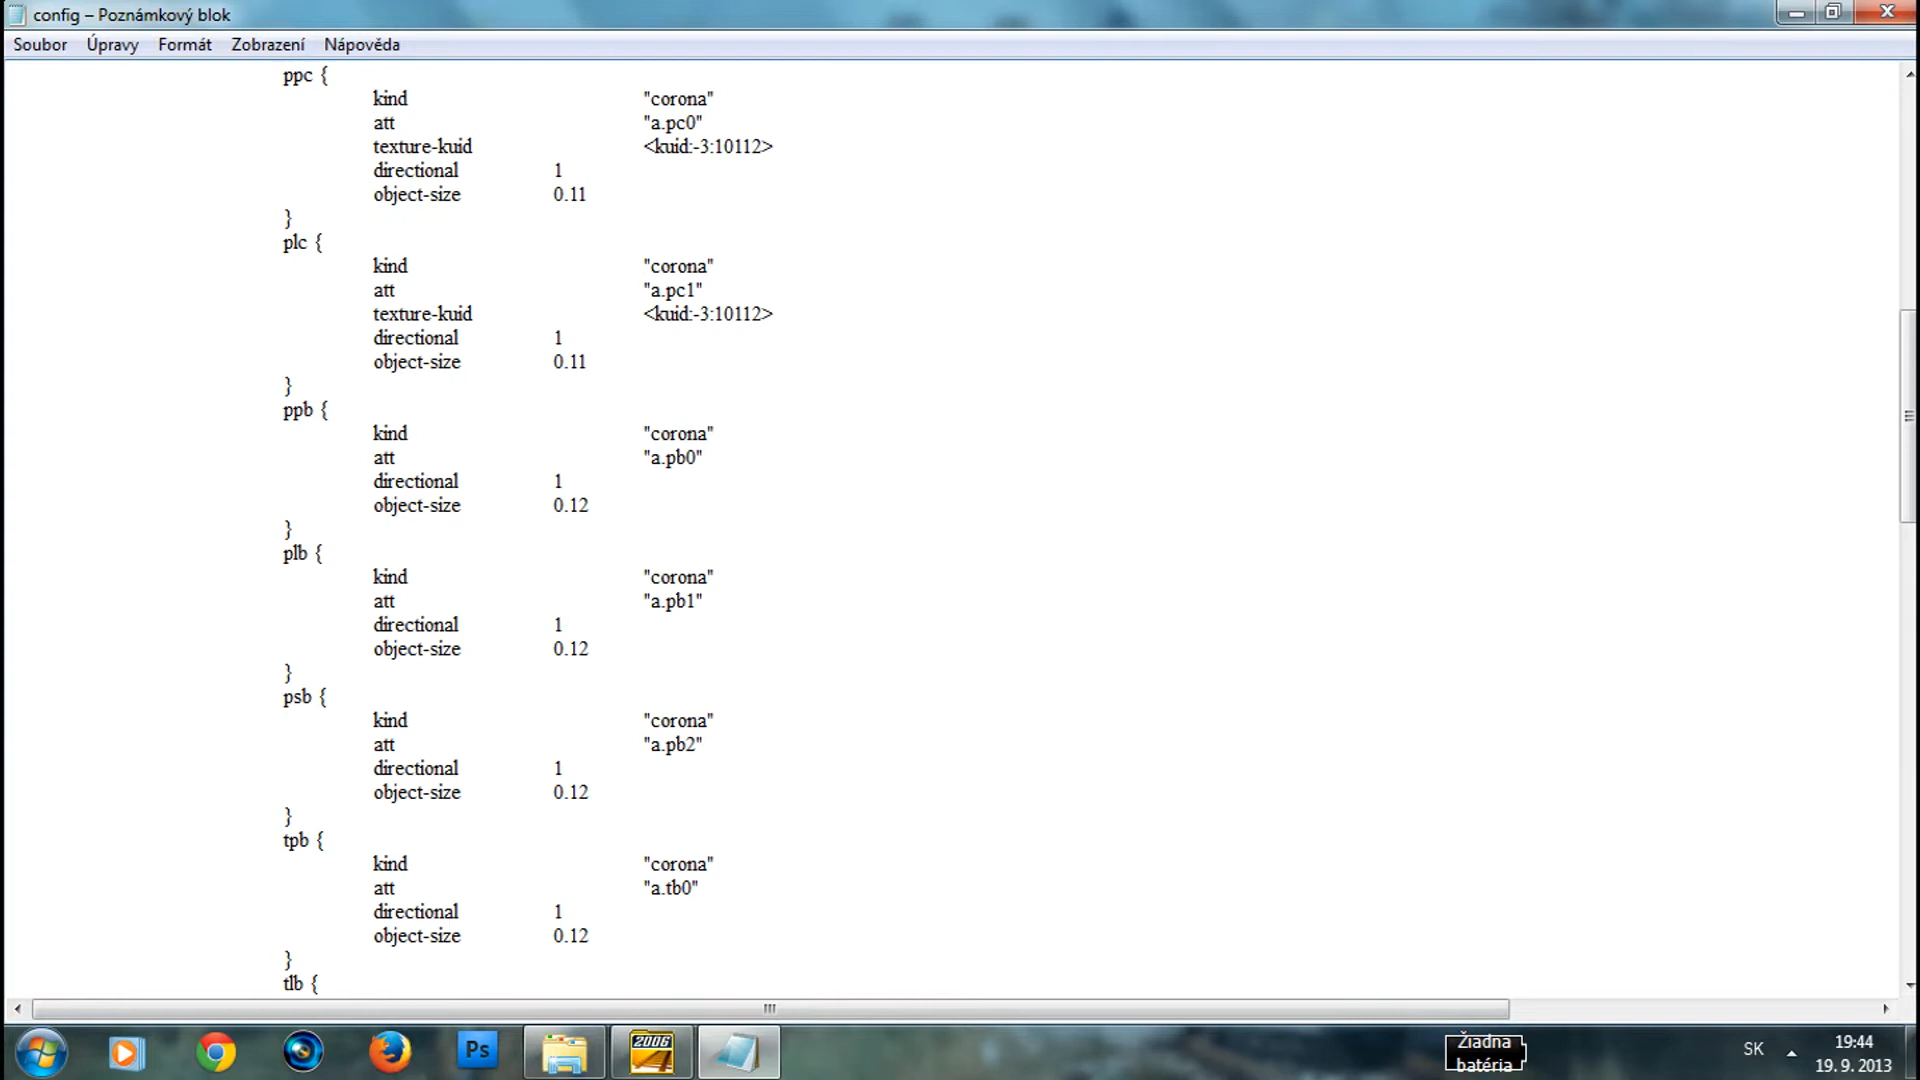 config – Poznámkový blok
Soubor Úpravy Formát Zobrazení Nápověda
ppc {
kind "corona"
att "a.pc0"
texture-kuid <kuid:-3:10112>
directional 1
object-size 0.11
}
plc {
kind "corona"
att "a.pc1"
texture-kuid <kuid:-3:10112>
directional 1
object-size 0.11
}
ppb {
kind "corona"
att "a.pb0"
directional 1
object-size 0.12
}
plb {
kind "corona"
att "a.pb1"
directional 1
object-size 0.12
}
psb {
kind "corona"
att "a.pb2"
directional 1
object-size 0.12
}
tpb {
kind "corona"
att "a.tb0"
directional 1
object-size 0.12
}
tlb {
Ps
2006
Žiadna
batéria
SK
19:44
19. 9. 2013